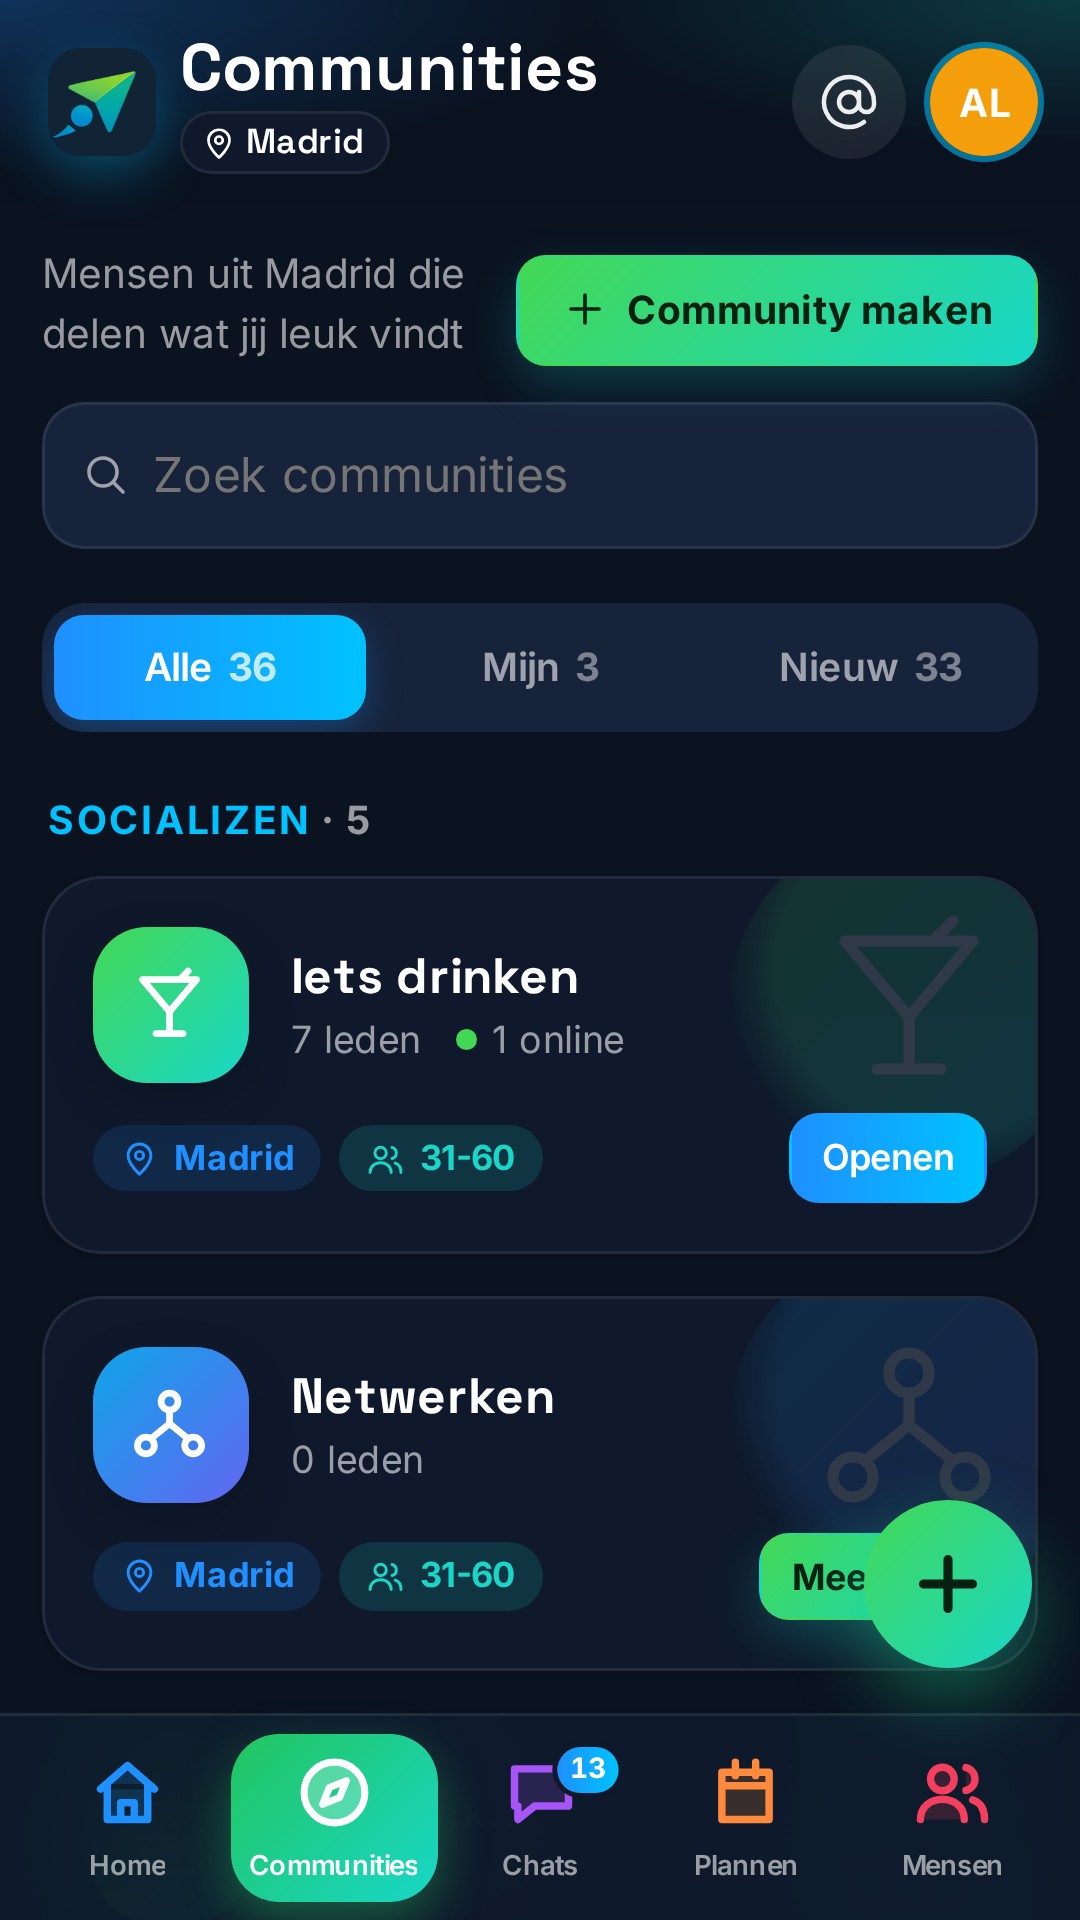 Communities
Madrid
AL
Mensen uit Madrid die
delen wat jij leuk vindt
+ Community maken
Zoek communities
Alle 36
Mijn 3
Nieuw 33
SOCIALIZEN · 5
Iets drinken
7 leden
1 online
Madrid
31-60
Openen
Netwerken
0 leden
Madrid
31-60
Home
Communities
13
Chats
Plannen
Mensen